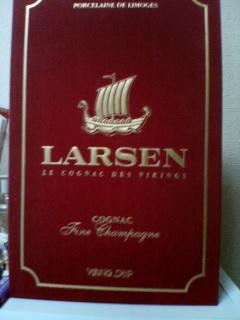 PORCELAINE DE LIMOGES
LARSEN
LE COGNAC DES VIKINGS
COGNAC
Fine Champagne